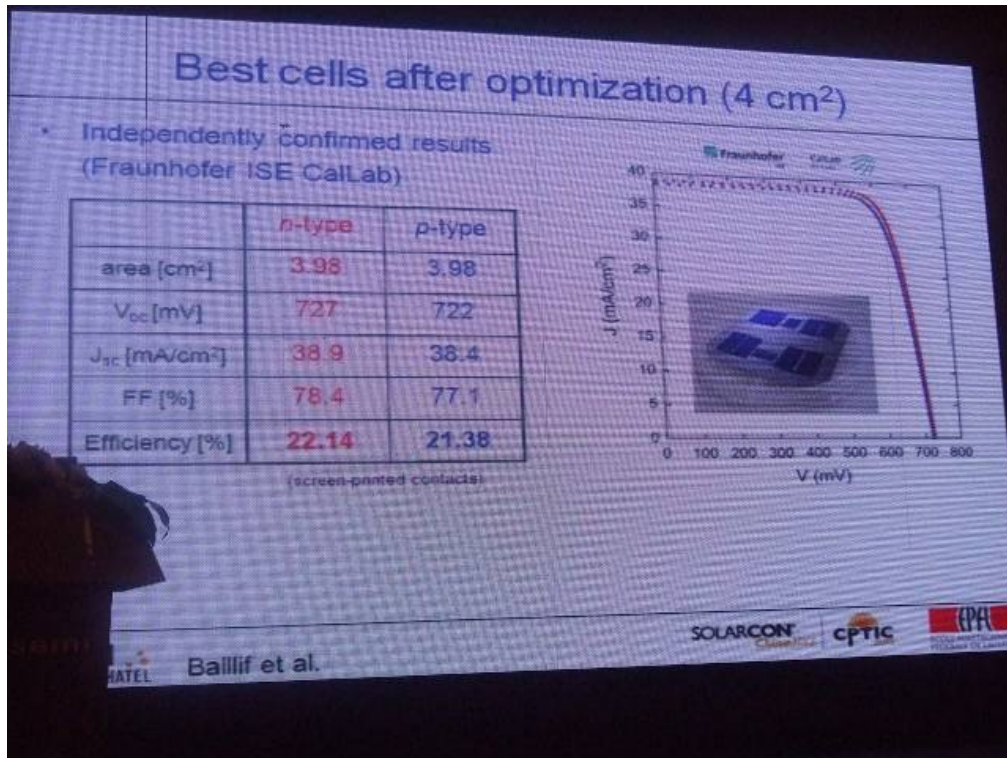 Best cells after optimization (4 cm²)
• Independently confirmed results
(Fraunhofer ISE CalLab)
n-type p-type
area [cm²] 3.98 3.98
Voc [mV] 727 722
Jsc [mA/cm²] 38.9 38.4
FF [%] 78.4 77.1
Efficiency [%] 22.14 21.38
(screen-printed contacts)
Fraunhofer
ISE
40
35
30
25
20
15
10
5
0
J [mA/cm²]
0 100 200 300 400 500 600 700 800
V (mV)
semi
HATEL
Ballif et al.
SOLARCON
CPTIC
EPFL